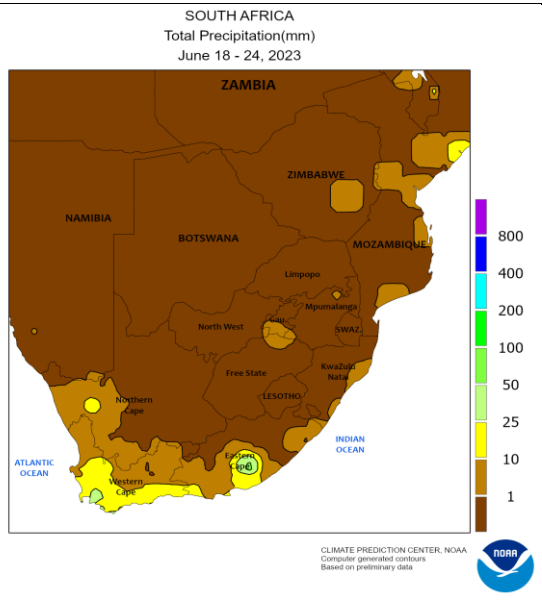 SOUTH AFRICA
Total Precipitation(mm)
June 18 - 24, 2023
ZAMBIA
ZIMBABWE
NAMIBIA
BOTSWANA
MOZAMBIQUE
Limpopo
Mpumalanga
North West
Gau.
SWAZ.
Free State
KwaZulu
Natal
LESOTHO
Northern
Cape
INDIAN
OCEAN
Eastern
Cape
ATLANTIC
OCEAN
Western
Cape
800
400
200
100
50
25
10
1
CLIMATE PREDICTION CENTER, NOAA
Computer generated contours
Based on preliminary data
NOAA